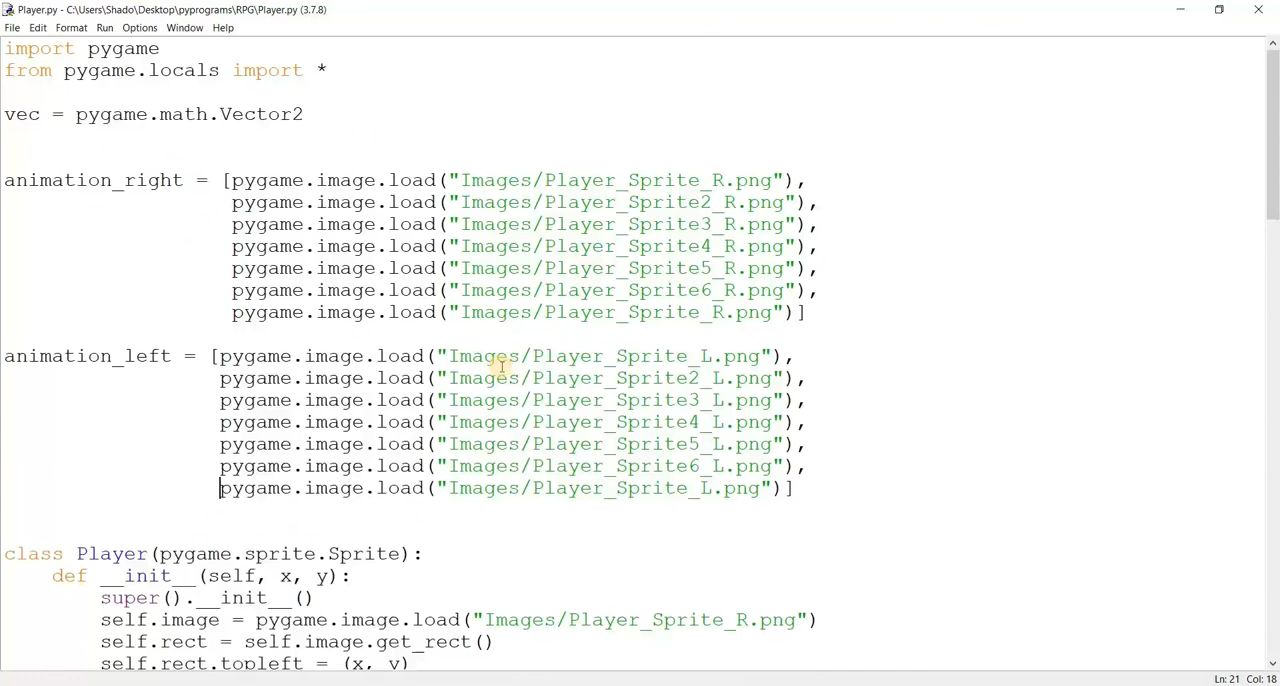 Player.py - C:\Users\Shado\Desktop\pyprograms\RPG\Player.py (3.7.8)
File Edit Format Run Options Window Help
import pygame
from pygame.locals import *
vec = pygame.math.Vector2
animation_right = [pygame.image.load("Images/Player_Sprite_R.png"),
pygame.image.load("Images/Player_Sprite2_R.png"),
pygame.image.load("Images/Player_Sprite3_R.png"),
pygame.image.load("Images/Player_Sprite4_R.png"),
pygame.image.load("Images/Player_Sprite5_R.png"),
pygame.image.load("Images/Player_Sprite6_R.png"),
pygame.image.load("Images/Player_Sprite_R.png")]
animation_left = [pygame.image.load("Images/Player_Sprite_L.png"),
pygame.image.load("Images/Player_Sprite2_L.png"),
pygame.image.load("Images/Player_Sprite3_L.png"),
pygame.image.load("Images/Player_Sprite4_L.png"),
pygame.image.load("Images/Player_Sprite5_L.png"),
pygame.image.load("Images/Player_Sprite6_L.png"),
pygame.image.load("Images/Player_Sprite_L.png")]
class Player(pygame.sprite.Sprite):
def __init__(self, x, y):
super().__init__()
self.image = pygame.image.load("Images/Player_Sprite_R.png")
self.rect = self.image.get_rect()
self.rect.topleft = (x, y)
Ln: 21 Col: 18